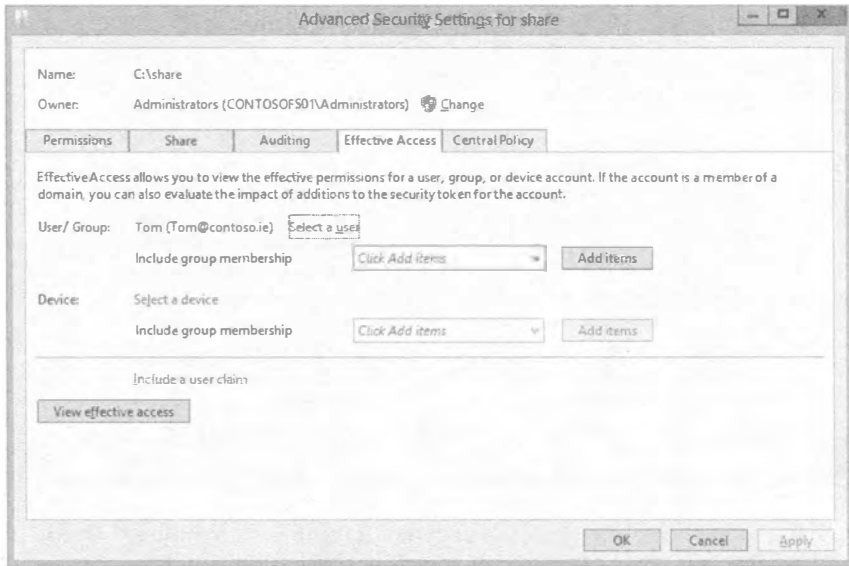 Advanced Security Settings for share
Name: C:\share
Owner: Administrators (CONTOSOFS01\Administrators) Change
Permissions Share Auditing Effective Access Central Policy
Effective Access allows you to view the effective permissions for a user, group, or device account. If the account is a member of a
domain, you can also evaluate the impact of additions to the security token for the account.
User/ Group: Tom (Tom@contoso.ie) Select a user
Include group membership Click Add items Add items
Device: Select a device
Include group membership Click Add items Add items
Include a user claim
View effective access
OK Cancel Apply